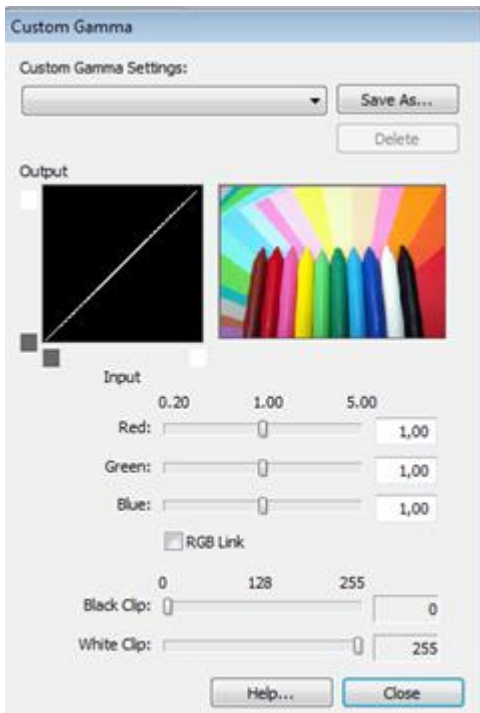 Custom Gamma
Custom Gamma Settings:
Save As...
Delete
Output
Input
0.20 1.00 5.00
Red: 1,00
Green: 1,00
Blue: 1,00
RGB Link
0 128 255
Black Clip: 0
White Clip: 255
Help... Close